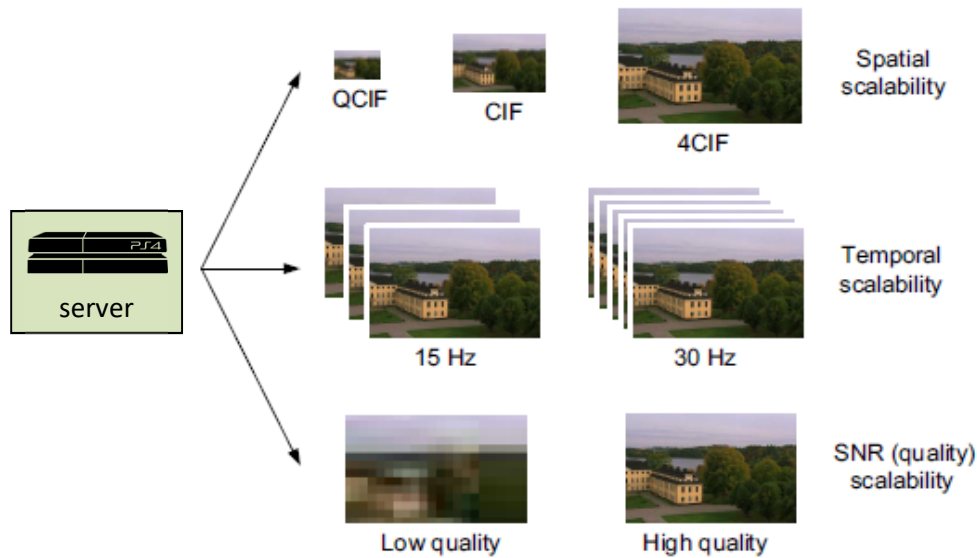 QCIF
CIF
4CIF
Spatial
scalability
PS4
server
15 Hz
30 Hz
Temporal
scalability
Low quality
High quality
SNR (quality)
scalability